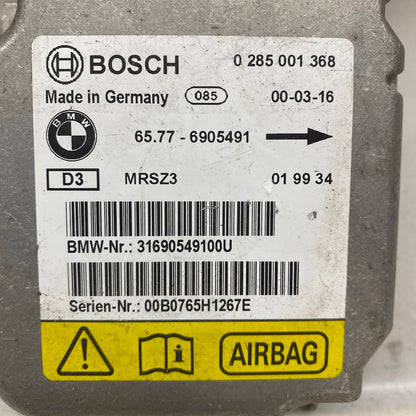 BOSCH 0 285 001 368
Made in Germany 085 00-03-16
BMW 65.77 - 6905491
D3 MRSZ3 01 99 34
BMW-Nr.: 31690549100U
Serien-Nr.: 00B0765H1267E
! i AIRBAG